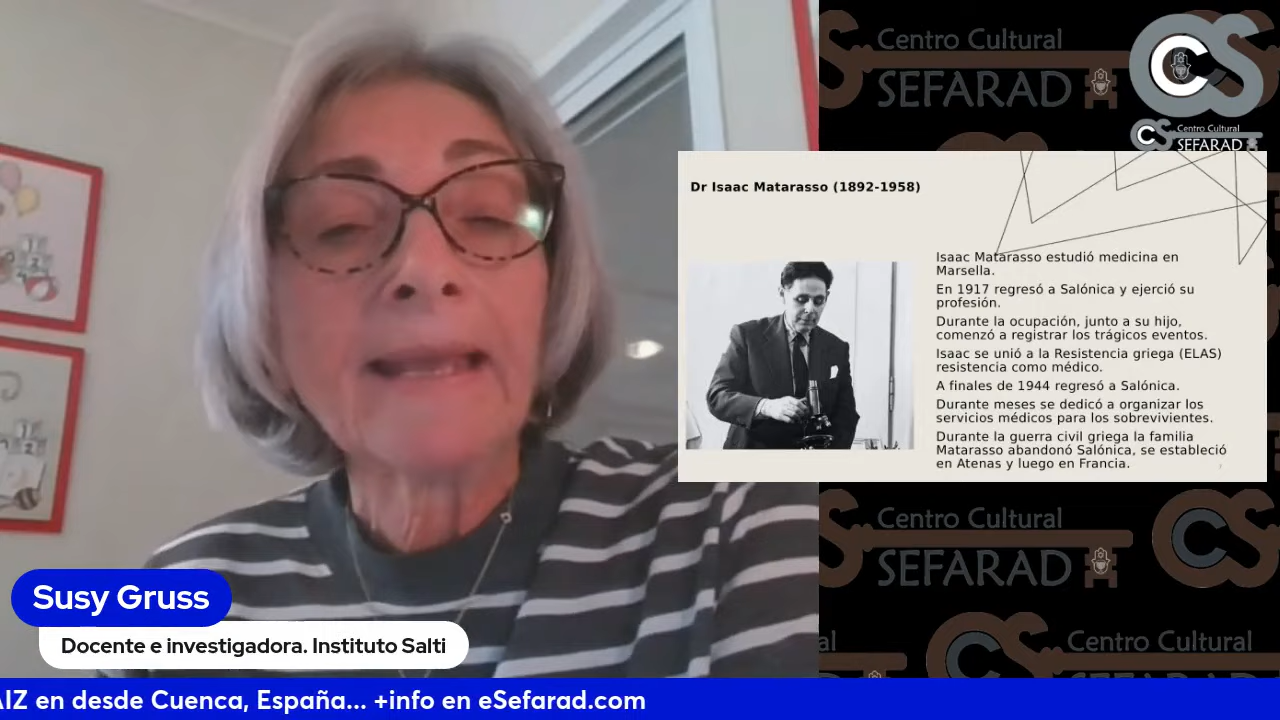 Centro Cultural
SEFARAD
CS
Centro Cultural
SEFARAD
Dr Isaac Matarasso (1892-1958)
Isaac Matarasso estudió medicina en
Marsella.
En 1917 regresó a Salónica y ejerció su
profesión.
Durante la ocupación, junto a su hijo,
comenzó a registrar los trágicos eventos.
Isaac se unió a la Resistencia griega (ELAS)
resistencia como médico.
A finales de 1944 regresó a Salónica.
Durante meses se dedicó a organizar los
servicios médicos para los sobrevivientes.
Durante la guerra civil griega la familia
Matarasso abandonó Salónica, se estableció
en Atenas y luego en Francia.
Centro Cultural
SEFARAD
CS
Centro Cultural
Susy Gruss
Docente e investigadora. Instituto Salti
AIZ en desde Cuenca, España... +info en eSefarad.com